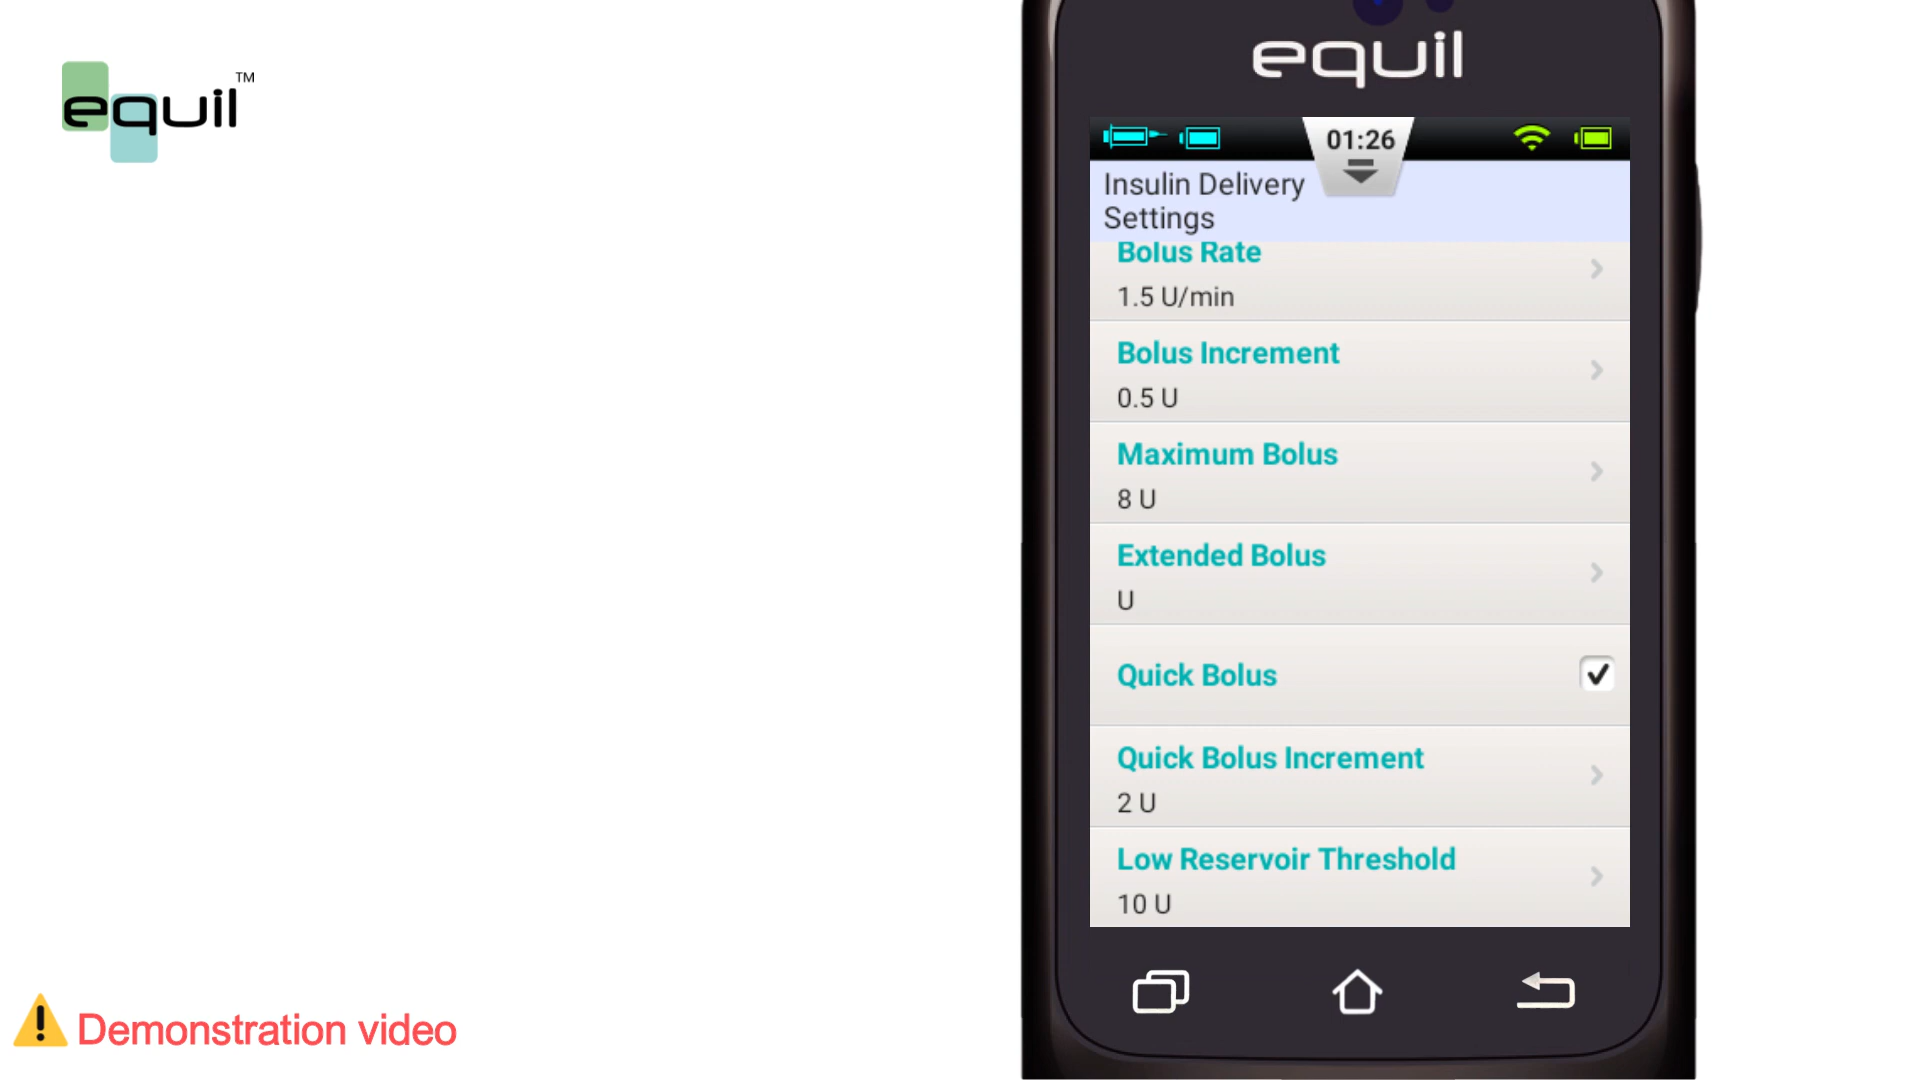 equil™
equil
01:26
Insulin Delivery
Settings
Bolus Rate
1.5 U/min
Bolus Increment
0.5 U
Maximum Bolus
8 U
Extended Bolus
U
Quick Bolus
Quick Bolus Increment
2 U
Low Reservoir Threshold
10 U
Demonstration video